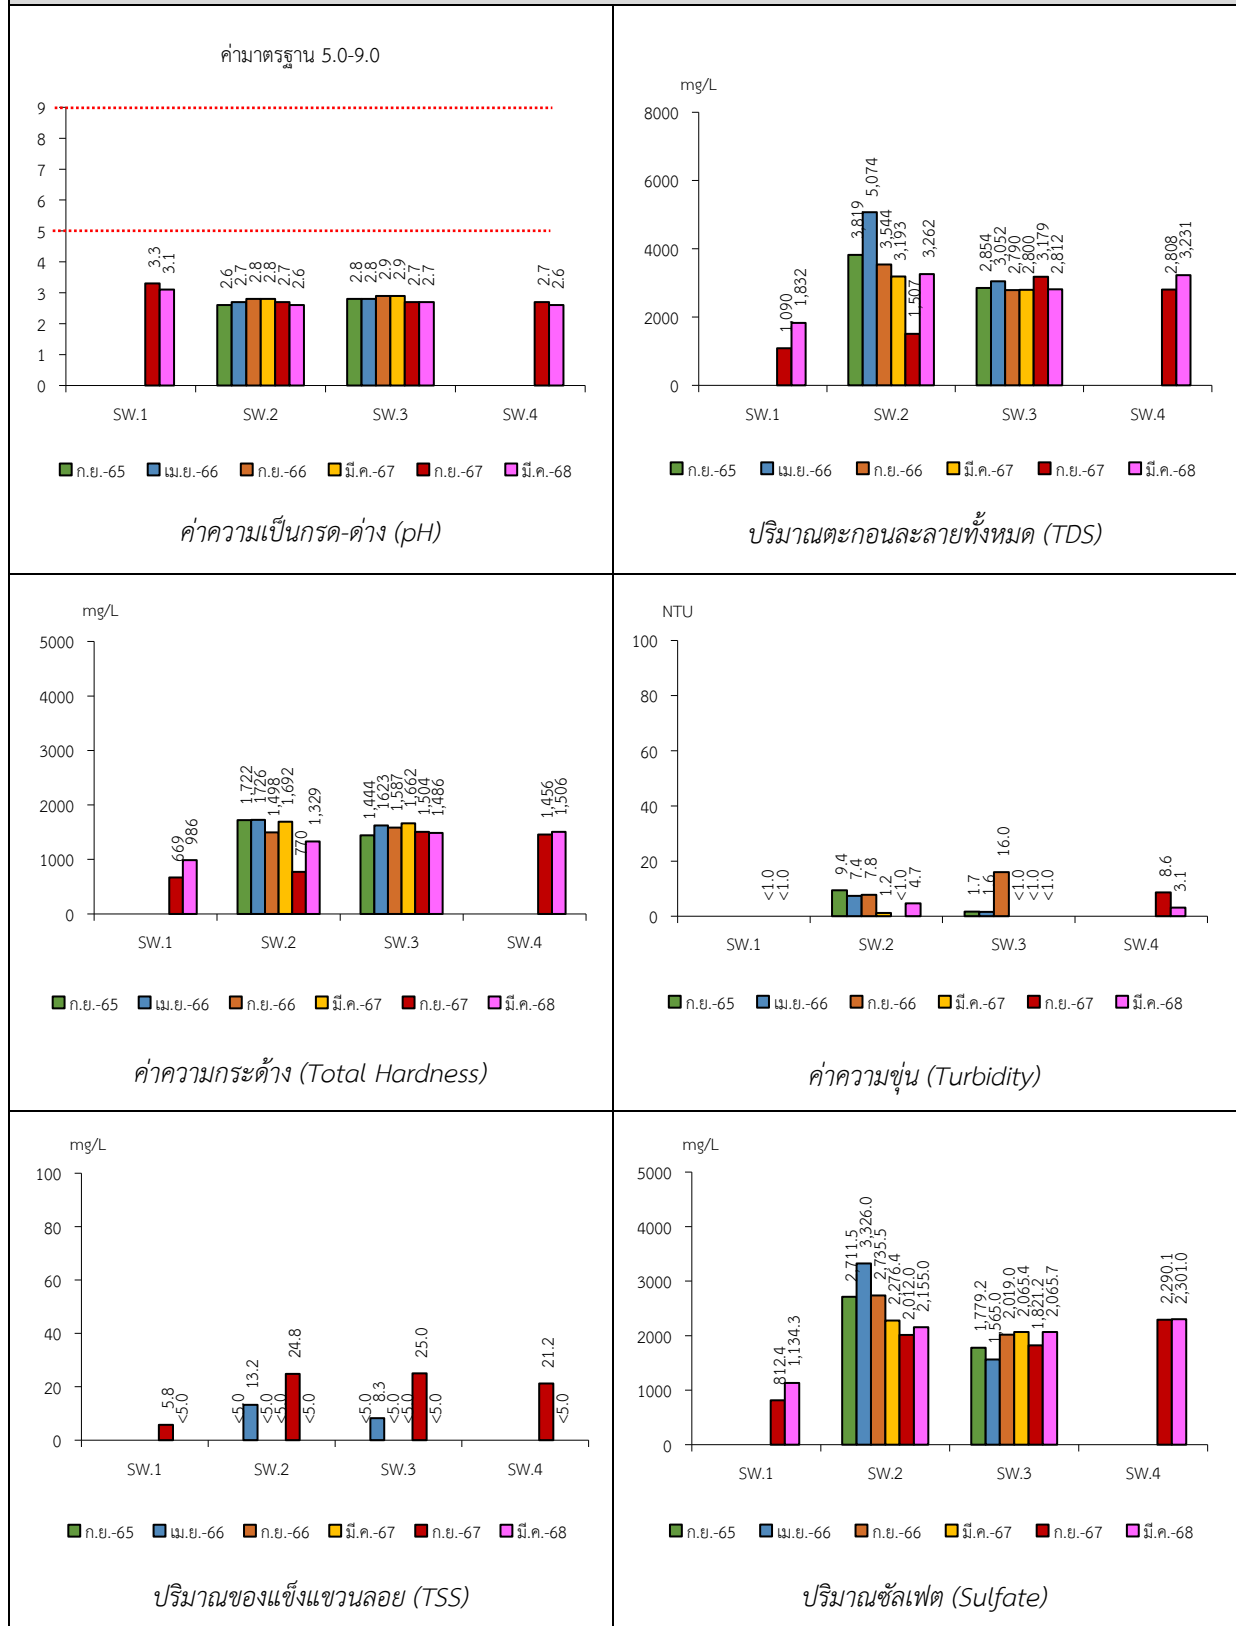 ค่ามาตรฐาน 5.0-9.0
9
8
7
6
5
4
3
2
1
0
3.3 3.1 2.6 2.7 2.8 2.8 2.7 2.6 2.8 2.8 2.9 2.9 2.7 2.7 2.7 2.6
SW.1 SW.2 SW.3 SW.4
ก.ย.-65 เม.ย.-66 ก.ย.-66 มี.ค.-67 ก.ย.-67 มี.ค.-68
ค่าความเป็นกรด-ด่าง (pH)
mg/L
8000
6000
4000
2000
0
1,090 1,832 3,819 5,074 3,544 3,193 1,507 3,262 2,854 3,052 2,790 2,800 3,179 2,812 2,808 3,231
SW.1 SW.2 SW.3 SW.4
ก.ย.-65 เม.ย.-66 ก.ย.-66 มี.ค.-67 ก.ย.-67 มี.ค.-68
ปริมาณตะกอนละลายทั้งหมด (TDS)
mg/L
5000
4000
3000
2000
1000
0
669 986 1,722 1726 1,498 1,692 770 1,329 1,444 1623 1,587 1,662 1,504 1,486 1,456 1,506
SW.1 SW.2 SW.3 SW.4
ก.ย.-65 เม.ย.-66 ก.ย.-66 มี.ค.-67 ก.ย.-67 มี.ค.-68
ค่าความกระด้าง (Total Hardness)
NTU
100
80
60
40
20
0
<1.0 <1.0 9.4 7.4 7.8 1.2 <1.0 4.7 1.7 1.6 16.0 <1.0 <1.0 <1.0 8.6 3.1
SW.1 SW.2 SW.3 SW.4
ก.ย.-65 เม.ย.-66 ก.ย.-66 มี.ค.-67 ก.ย.-67 มี.ค.-68
ค่าความขุ่น (Turbidity)
mg/L
100
80
60
40
20
0
5.8 <5.0 <5.0 13.2 <5.0 <5.0 24.8 <5.0 <5.0 8.3 <5.0 <5.0 25.0 <5.0 21.2 <5.0
SW.1 SW.2 SW.3 SW.4
ก.ย.-65 เม.ย.-66 ก.ย.-66 มี.ค.-67 ก.ย.-67 มี.ค.-68
ปริมาณของแข็งแขวนลอย (TSS)
mg/L
5000
4000
3000
2000
1000
0
812.4 1,134.3 2,711.5 3,326.0 2,735.5 2,276.4 2,012.0 2,155.0 1,779.2 1,565.0 2,019.0 2,065.4 1,821.2 2,065.7 2,290.1 2,301.0
SW.1 SW.2 SW.3 SW.4
ก.ย.-65 เม.ย.-66 ก.ย.-66 มี.ค.-67 ก.ย.-67 มี.ค.-68
ปริมาณซัลเฟต (Sulfate)